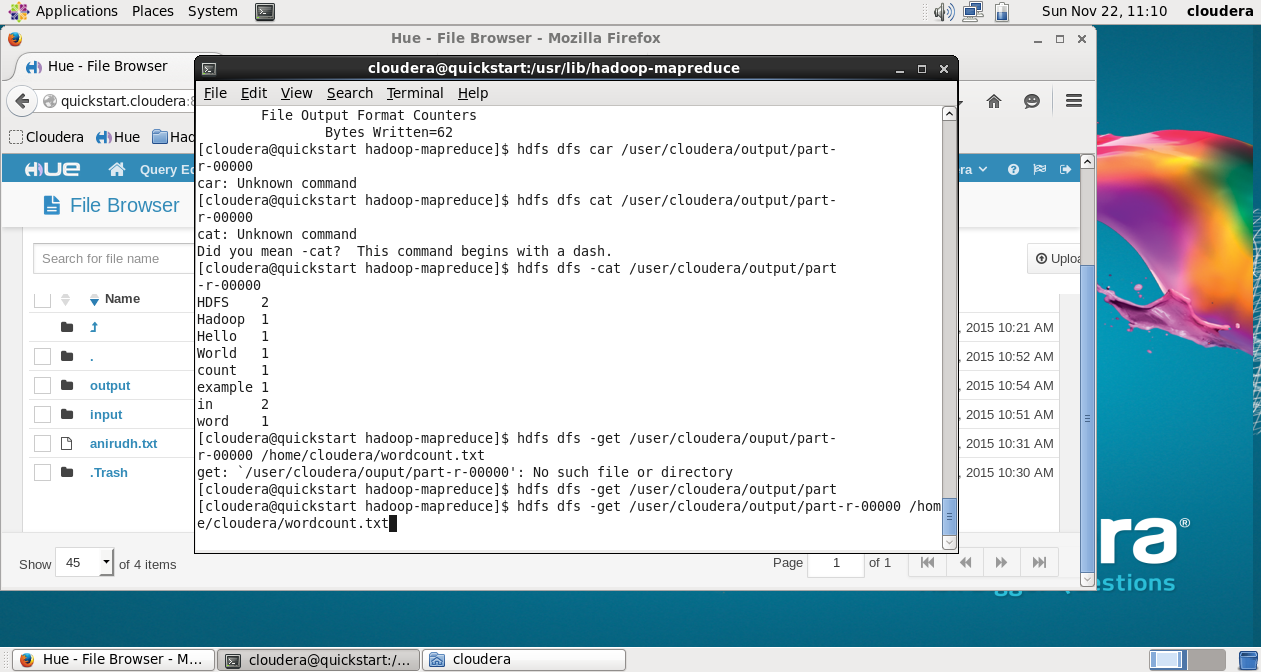 Applications Places System Sun Nov 22, 11:10 cloudera
Hue - File Browser - Mozilla Firefox
Hue - File Browser
cloudera@quickstart:/usr/lib/hadoop-mapreduce
File Edit View Search Terminal Help
quickstart.cloudera:8
Cloudera Hue Had
HUE Query Ec
era
File Browser
Search for file name
Uploa
Name
, 2015 10:21 AM
. , 2015 10:52 AM
output , 2015 10:54 AM
input , 2015 10:51 AM
anirudh.txt , 2015 10:31 AM
.Trash , 2015 10:30 AM
File Output Format Counters
Bytes Written=62
[cloudera@quickstart hadoop-mapreduce]$ hdfs dfs car /user/cloudera/output/part-
r-00000
car: Unknown command
[cloudera@quickstart hadoop-mapreduce]$ hdfs dfs cat /user/cloudera/output/part-
r-00000
cat: Unknown command
Did you mean -cat?  This command begins with a dash.
[cloudera@quickstart hadoop-mapreduce]$ hdfs dfs -cat /user/cloudera/output/part
-r-00000
HDFS 2
Hadoop 1
Hello 1
World 1
count 1
example 1
in 2
word 1
[cloudera@quickstart hadoop-mapreduce]$ hdfs dfs -get /user/cloudera/ouput/part-
r-00000 /home/cloudera/wordcount.txt
get: `/user/cloudera/ouput/part-r-00000': No such file or directory
[cloudera@quickstart hadoop-mapreduce]$ hdfs dfs -get /user/cloudera/output/part
[cloudera@quickstart hadoop-mapreduce]$ hdfs dfs -get /user/cloudera/output/part-r-00000 /hom
e/cloudera/wordcount.txt
Show 45 of 4 items Page 1 of 1
era®
estions
Hue - File Browser - M... cloudera@quickstart:/... cloudera